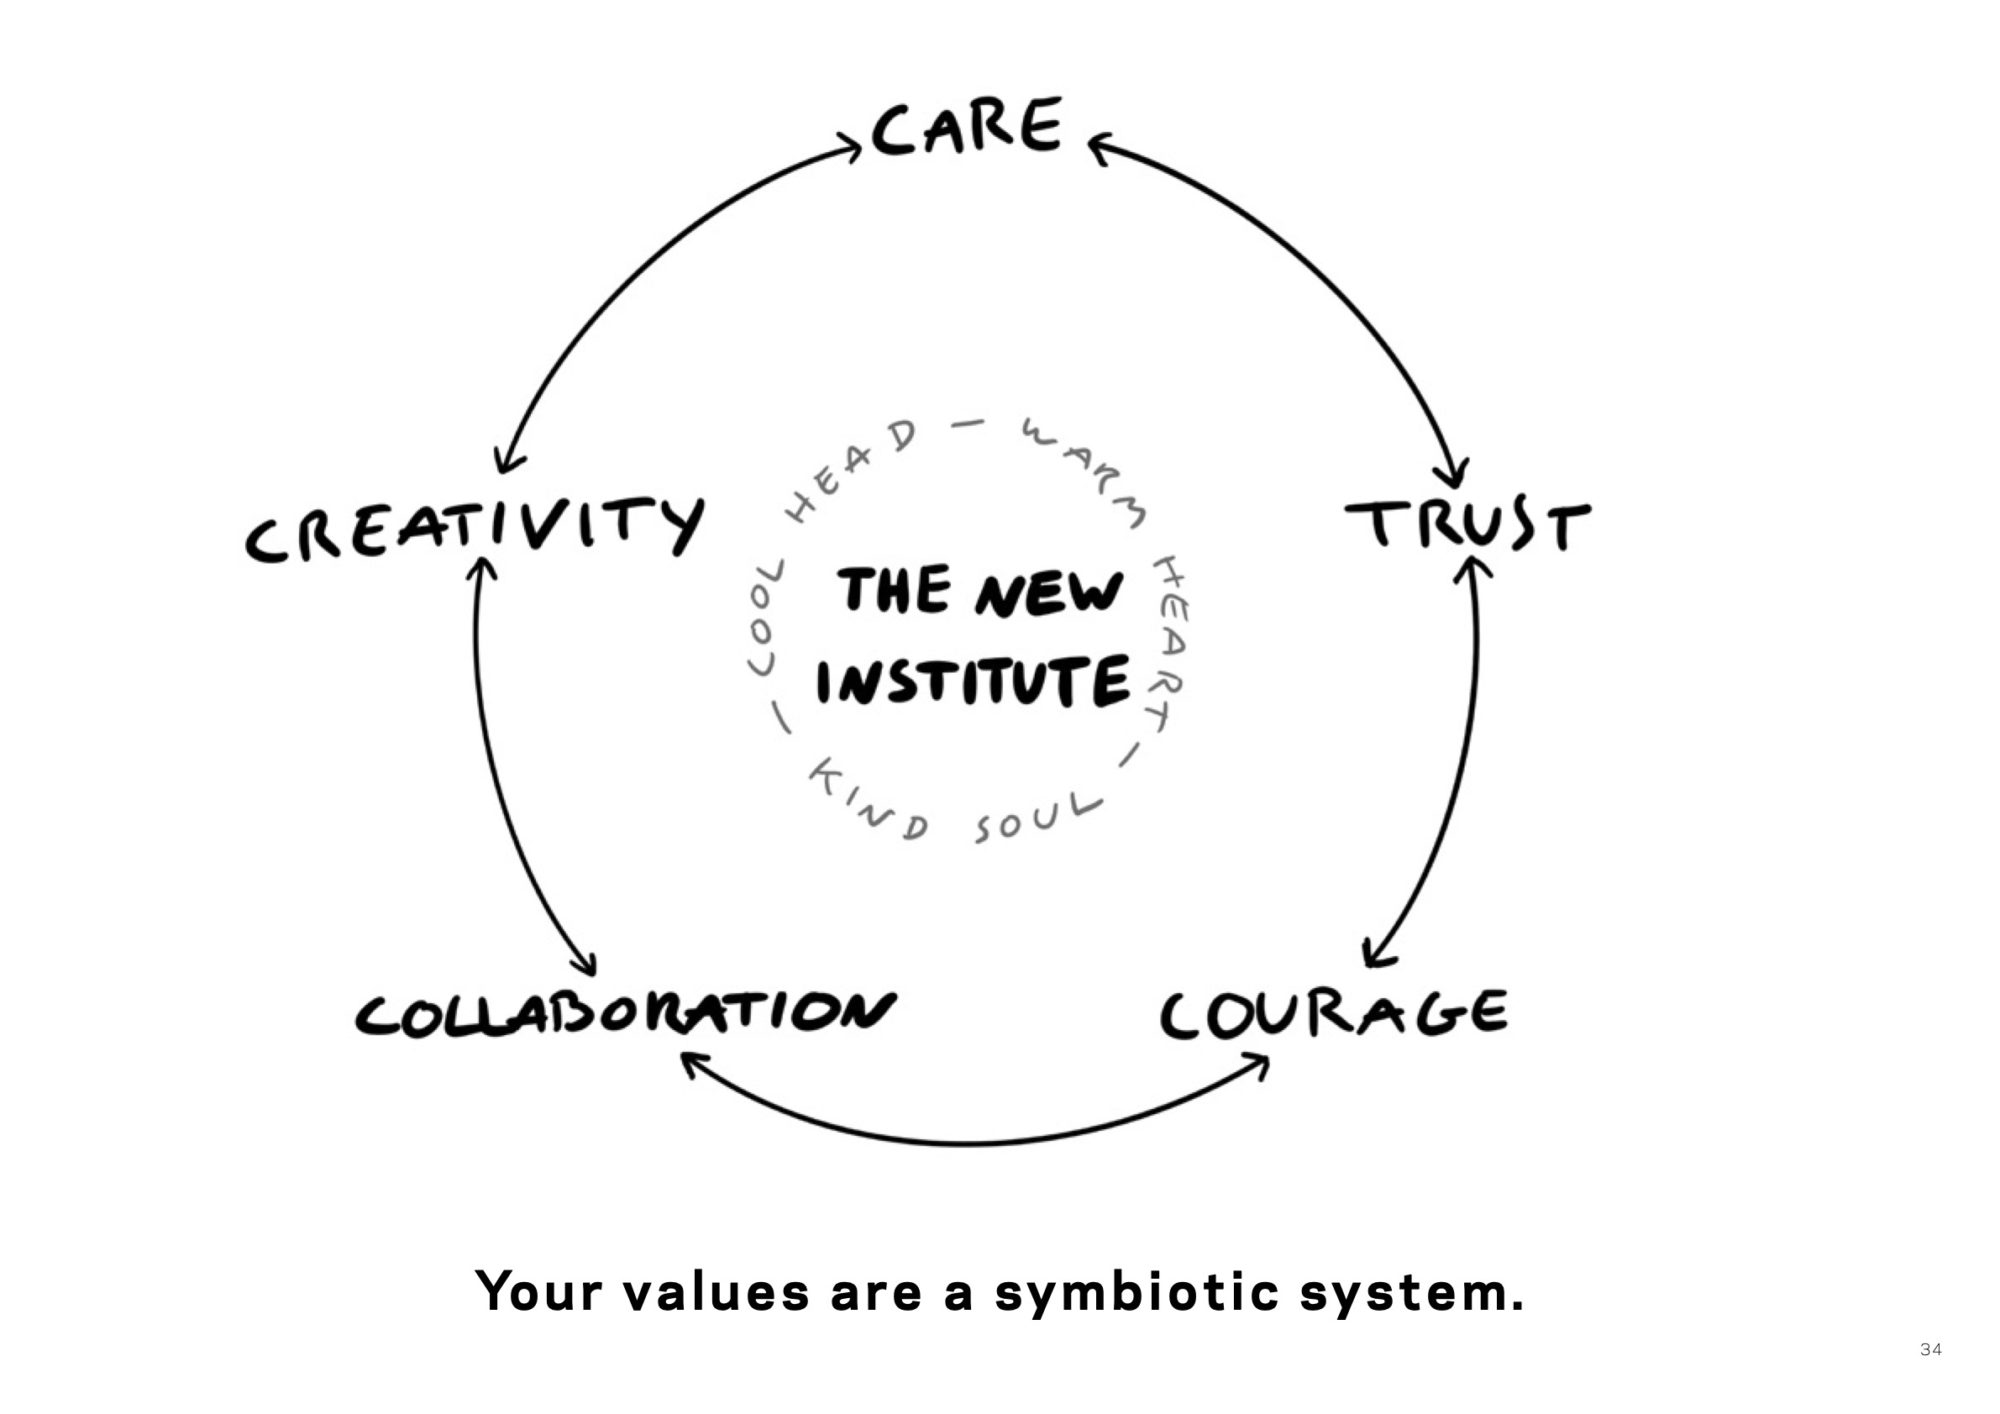 CARE
CREATIVITY
TRUST
COOL HEAD – WARM HEART – KIND SOUL –
THE NEW
INSTITUTE
COLLABORATION
COURAGE
Your values are a symbiotic system.
34